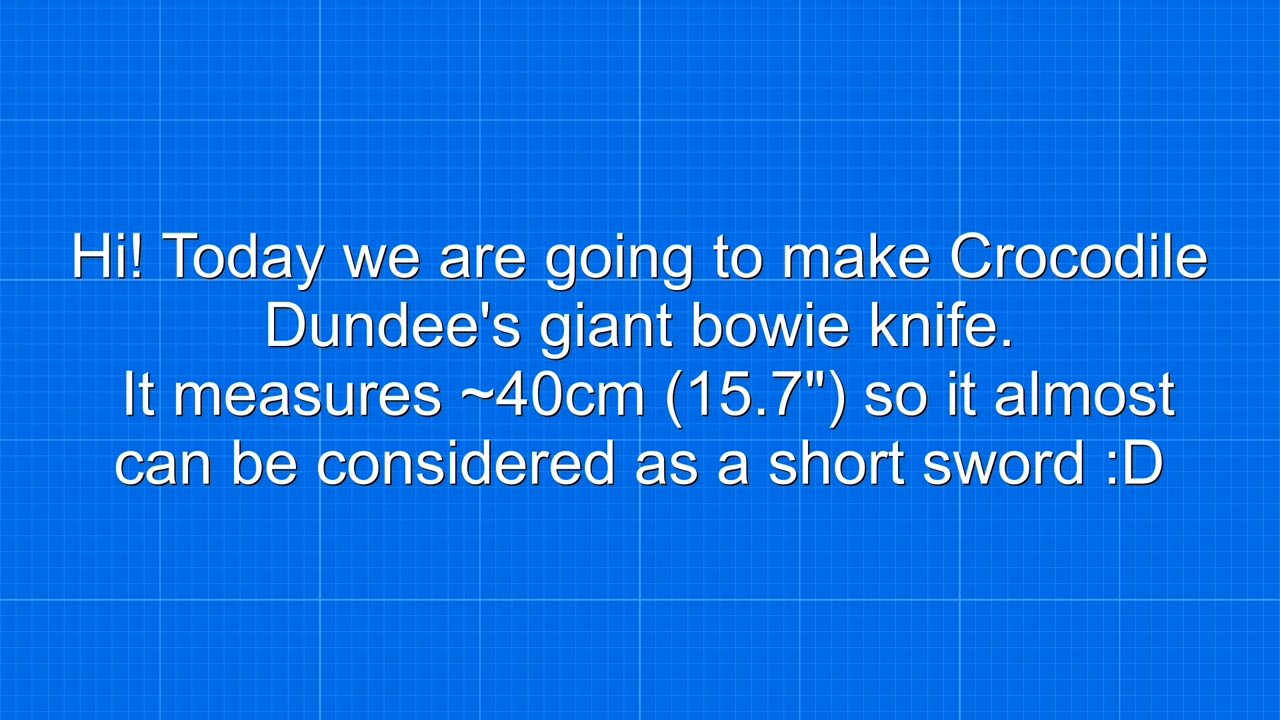 Hi! Today we are going to make Crocodile
Dundee's giant bowie knife.
It measures ~40cm (15.7") so it almost
can be considered as a short sword :D